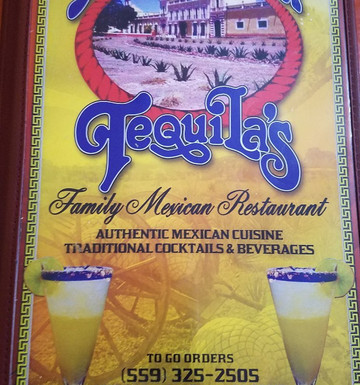 Tequila's
Family Mexican Restaurant
AUTHENTIC MEXICAN CUISINE
TRADITIONAL COCKTAILS & BEVERAGES
TO GO ORDERS
(559) 325-2505